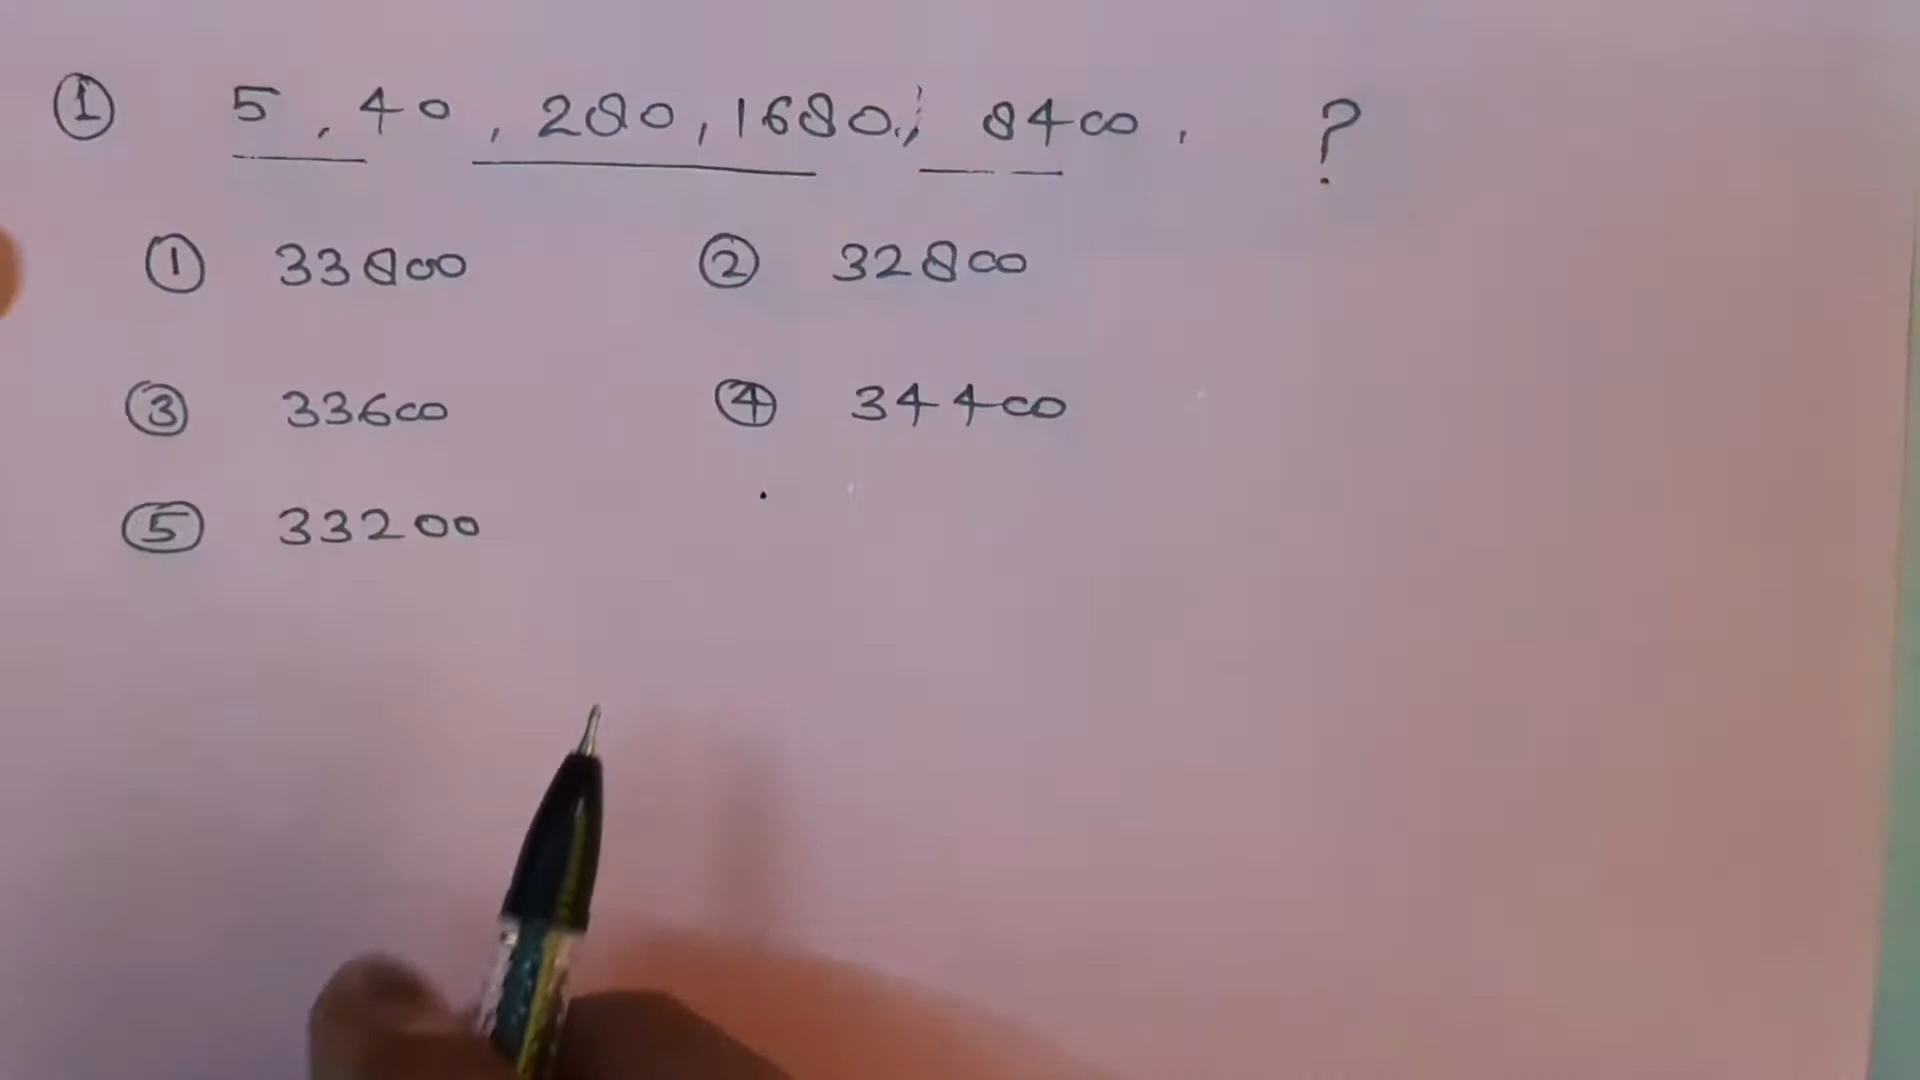 ① 5, 40, 280, 1680, 8400, ?
① 33800 ② 32800
③ 33600 ④ 34400
⑤ 33200